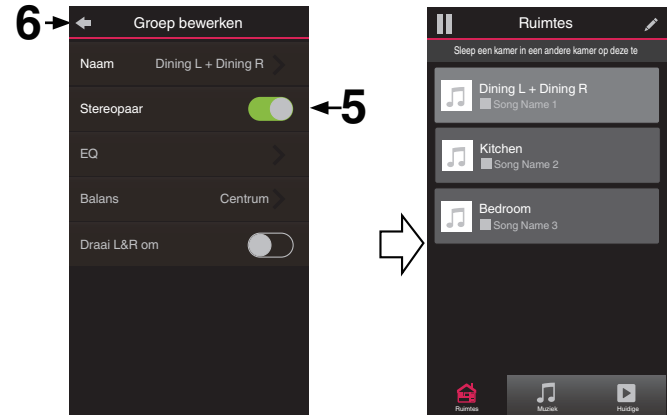 6
Groep bewerken
Naam Dining L + Dining R
Stereopaar
5
EQ
Balans Centrum
Draai L&R om
Ruimtes
Sleep een kamer in een andere kamer op deze te
Dining L + Dining R
Song Name 1
Kitchen
Song Name 2
Bedroom
Song Name 3
Ruimtes Muziek Huidige